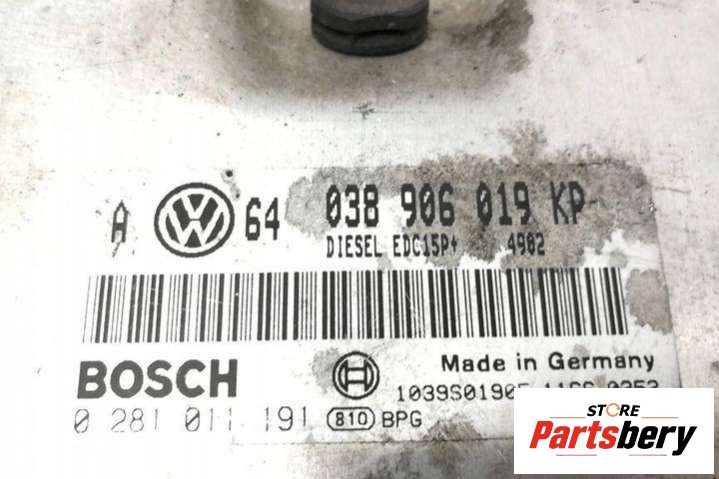 A VW 64 038 906 019 KP
DIESEL EDC15P+ 4902
BOSCH
Made in Germany
0 281 011 191 810 BPG
STORE
Partsbery